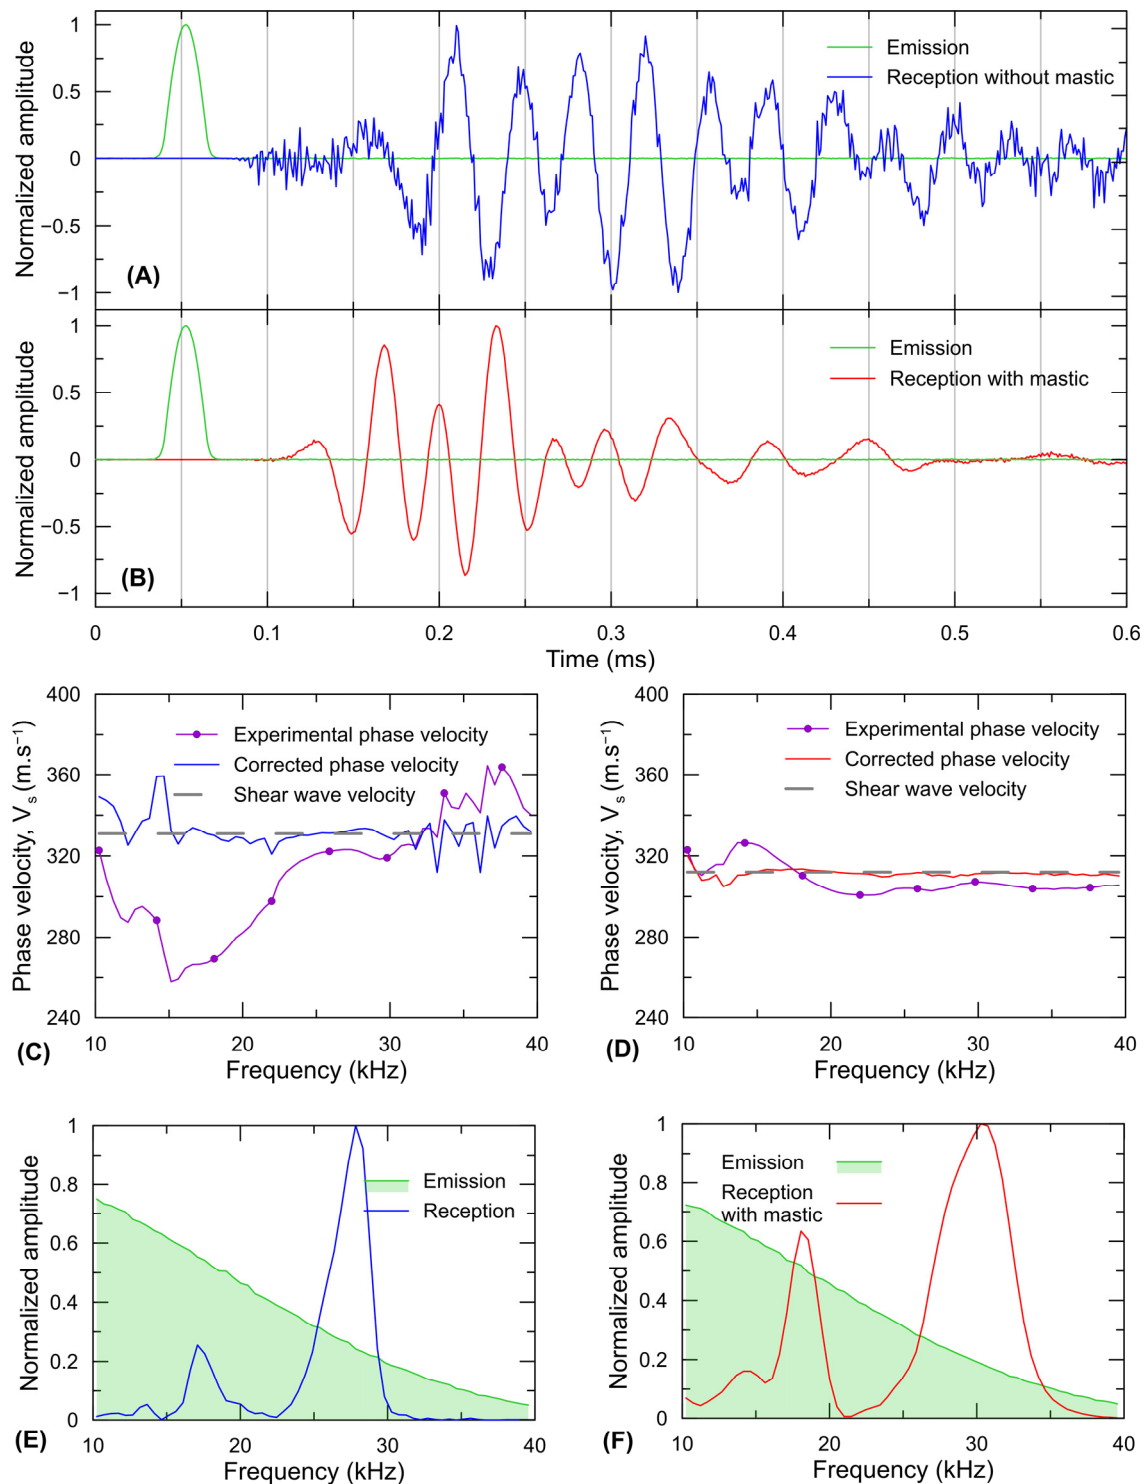 Normalized amplitude
1
0.5
0
−0.5
−1
Emission
Reception without mastic
(A)
Normalized amplitude
1
0.5
0
−0.5
−1
Emission
Reception with mastic
(B)
0 0.1 0.2 0.3 0.4 0.5 0.6
Time (ms)
Phase velocity, Vs (m.s−1)
400
360
320
280
240
Experimental phase velocity
Corrected phase velocity
Shear wave velocity
(C)
10 20 30 40
Frequency (kHz)
Phase velocity, Vs (m.s−1)
400
360
320
280
240
Experimental phase velocity
Corrected phase velocity
Shear wave velocity
(D)
10 20 30 40
Frequency (kHz)
Normalized amplitude
1
0.8
0.6
0.4
0.2
0
Emission
Reception
(E)
10 20 30 40
Frequency (kHz)
Normalized amplitude
1
0.8
0.6
0.4
0.2
0
Emission
Reception
with mastic
(F)
10 20 30 40
Frequency (kHz)